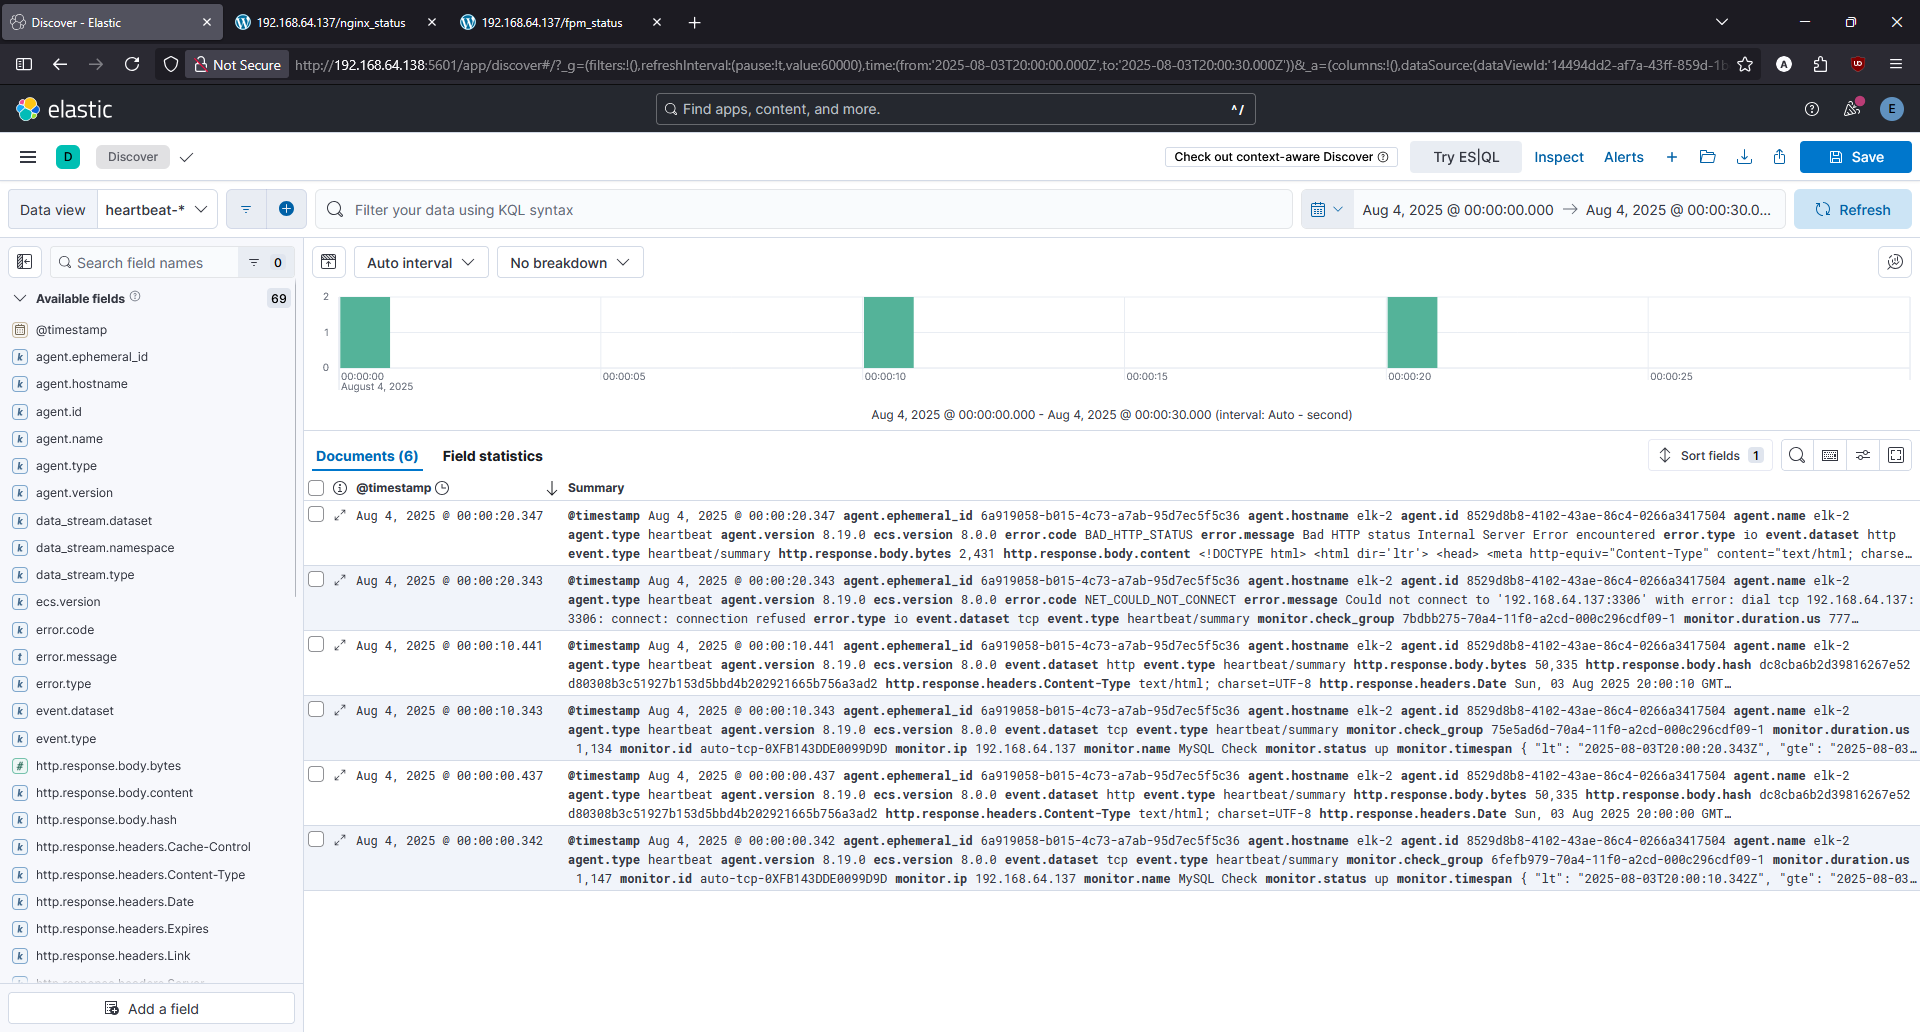 Discover - Elastic
192.168.64.137/nginx_status
192.168.64.137/fpm_status
Not Secure
http://192.168.64.138:5601/app/discover#/?_g=(filters:!(),refreshInterval:(pause:!t,value:60000),time:(from:'2025-08-03T20:00:00.000Z',to:'2025-08-03T20:00:30.000Z'))&_a=(columns:!(),dataSource:(dataViewId:'14494dd2-af7a-43ff-859d-1b
elastic
Find apps, content, and more.
^/
E
D
Discover
Check out context-aware Discover
Try ES|QL
Inspect
Alerts
Save
Data view
heartbeat-*
Filter your data using KQL syntax
Aug 4, 2025 @ 00:00:00.000 → Aug 4, 2025 @ 00:00:30.0...
Refresh
Search field names
0
Auto interval
No breakdown
Available fields
69
@timestamp
agent.ephemeral_id
agent.hostname
agent.id
agent.name
agent.type
agent.version
data_stream.dataset
data_stream.namespace
data_stream.type
ecs.version
error.code
error.message
error.type
event.dataset
event.type
http.response.body.bytes
http.response.body.content
http.response.body.hash
http.response.headers.Cache-Control
http.response.headers.Content-Type
http.response.headers.Date
http.response.headers.Expires
http.response.headers.Link
Add a field
2
1
0
00:00:00
August 4, 2025
00:00:05
00:00:10
00:00:15
00:00:20
00:00:25
Aug 4, 2025 @ 00:00:00.000 - Aug 4, 2025 @ 00:00:30.000 (interval: Auto - second)
Documents (6)
Field statistics
Sort fields 1
@timestamp
Summary
Aug 4, 2025 @ 00:00:20.347
@timestamp Aug 4, 2025 @ 00:00:20.347 agent.ephemeral_id 6a919058-b015-4c73-a7ab-95d7ec5f5c36 agent.hostname elk-2 agent.id 8529d8b8-4102-43ae-86c4-0266a3417504 agent.name elk-2
agent.type heartbeat agent.version 8.19.0 ecs.version 8.0.0 error.code BAD_HTTP_STATUS error.message Bad HTTP status Internal Server Error encountered error.type io event.dataset http
event.type heartbeat/summary http.response.body.bytes 2,431 http.response.body.content <!DOCTYPE html> <html dir='ltr'> <head> <meta http-equiv="Content-Type" content="text/html; charse…
Aug 4, 2025 @ 00:00:20.343
@timestamp Aug 4, 2025 @ 00:00:20.343 agent.ephemeral_id 6a919058-b015-4c73-a7ab-95d7ec5f5c36 agent.hostname elk-2 agent.id 8529d8b8-4102-43ae-86c4-0266a3417504 agent.name elk-2
agent.type heartbeat agent.version 8.19.0 ecs.version 8.0.0 error.code NET_COULD_NOT_CONNECT error.message Could not connect to '192.168.64.137:3306' with error: dial tcp 192.168.64.137:
3306: connect: connection refused error.type io event.dataset tcp event.type heartbeat/summary monitor.check_group 7bdbb275-70a4-11f0-a2cd-000c296cdf09-1 monitor.duration.us 777…
Aug 4, 2025 @ 00:00:10.441
@timestamp Aug 4, 2025 @ 00:00:10.441 agent.ephemeral_id 6a919058-b015-4c73-a7ab-95d7ec5f5c36 agent.hostname elk-2 agent.id 8529d8b8-4102-43ae-86c4-0266a3417504 agent.name elk-2
agent.type heartbeat agent.version 8.19.0 ecs.version 8.0.0 event.dataset http event.type heartbeat/summary http.response.body.bytes 50,335 http.response.body.hash dc8cba6b2d39816267e52
d80308b3c51927b153d5bbd4b202921665b756a3ad2 http.response.headers.Content-Type text/html; charset=UTF-8 http.response.headers.Date Sun, 03 Aug 2025 20:00:10 GMT…
Aug 4, 2025 @ 00:00:10.343
@timestamp Aug 4, 2025 @ 00:00:10.343 agent.ephemeral_id 6a919058-b015-4c73-a7ab-95d7ec5f5c36 agent.hostname elk-2 agent.id 8529d8b8-4102-43ae-86c4-0266a3417504 agent.name elk-2
agent.type heartbeat agent.version 8.19.0 ecs.version 8.0.0 event.dataset tcp event.type heartbeat/summary monitor.check_group 75e5ad6d-70a4-11f0-a2cd-000c296cdf09-1 monitor.duration.us
1,134 monitor.id auto-tcp-0XFB143DDE0099D9D monitor.ip 192.168.64.137 monitor.name MySQL Check monitor.status up monitor.timespan { "lt": "2025-08-03T20:00:20.343Z", "gte": "2025-08-03…
Aug 4, 2025 @ 00:00:00.437
@timestamp Aug 4, 2025 @ 00:00:00.437 agent.ephemeral_id 6a919058-b015-4c73-a7ab-95d7ec5f5c36 agent.hostname elk-2 agent.id 8529d8b8-4102-43ae-86c4-0266a3417504 agent.name elk-2
agent.type heartbeat agent.version 8.19.0 ecs.version 8.0.0 event.dataset http event.type heartbeat/summary http.response.body.bytes 50,335 http.response.body.hash dc8cba6b2d39816267e52
d80308b3c51927b153d5bbd4b202921665b756a3ad2 http.response.headers.Content-Type text/html; charset=UTF-8 http.response.headers.Date Sun, 03 Aug 2025 20:00:00 GMT…
Aug 4, 2025 @ 00:00:00.342
@timestamp Aug 4, 2025 @ 00:00:00.342 agent.ephemeral_id 6a919058-b015-4c73-a7ab-95d7ec5f5c36 agent.hostname elk-2 agent.id 8529d8b8-4102-43ae-86c4-0266a3417504 agent.name elk-2
agent.type heartbeat agent.version 8.19.0 ecs.version 8.0.0 event.dataset tcp event.type heartbeat/summary monitor.check_group 6fefb979-70a4-11f0-a2cd-000c296cdf09-1 monitor.duration.us
1,147 monitor.id auto-tcp-0XFB143DDE0099D9D monitor.ip 192.168.64.137 monitor.name MySQL Check monitor.status up monitor.timespan { "lt": "2025-08-03T20:00:10.342Z", "gte": "2025-08-03…